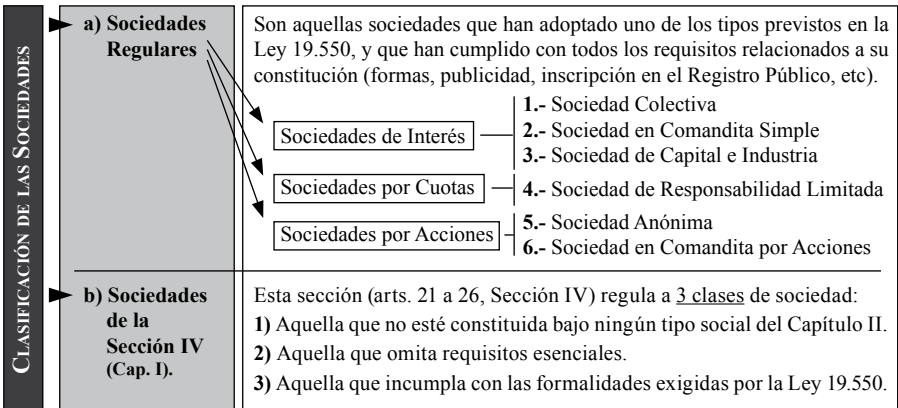 CLASIFICACIÓN DE LAS SOCIEDADES
a) Sociedades
Regulares
Son aquellas sociedades que han adoptado uno de los tipos previstos en la
Ley 19.550, y que han cumplido con todos los requisitos relacionados a su
constitución (formas, publicidad, inscripción en el Registro Público, etc).
Sociedades de Interés
1.- Sociedad Colectiva
2.- Sociedad en Comandita Simple
3.- Sociedad de Capital e Industria
Sociedades por Cuotas
4.- Sociedad de Responsabilidad Limitada
Sociedades por Acciones
5.- Sociedad Anónima
6.- Sociedad en Comandita por Acciones
b) Sociedades
de la
Sección IV
(Cap. I).
Esta sección (arts. 21 a 26, Sección IV) regula a 3 clases de sociedad:
1) Aquella que no esté constituida bajo ningún tipo social del Capítulo II.
2) Aquella que omita requisitos esenciales.
3) Aquella que incumpla con las formalidades exigidas por la Ley 19.550.